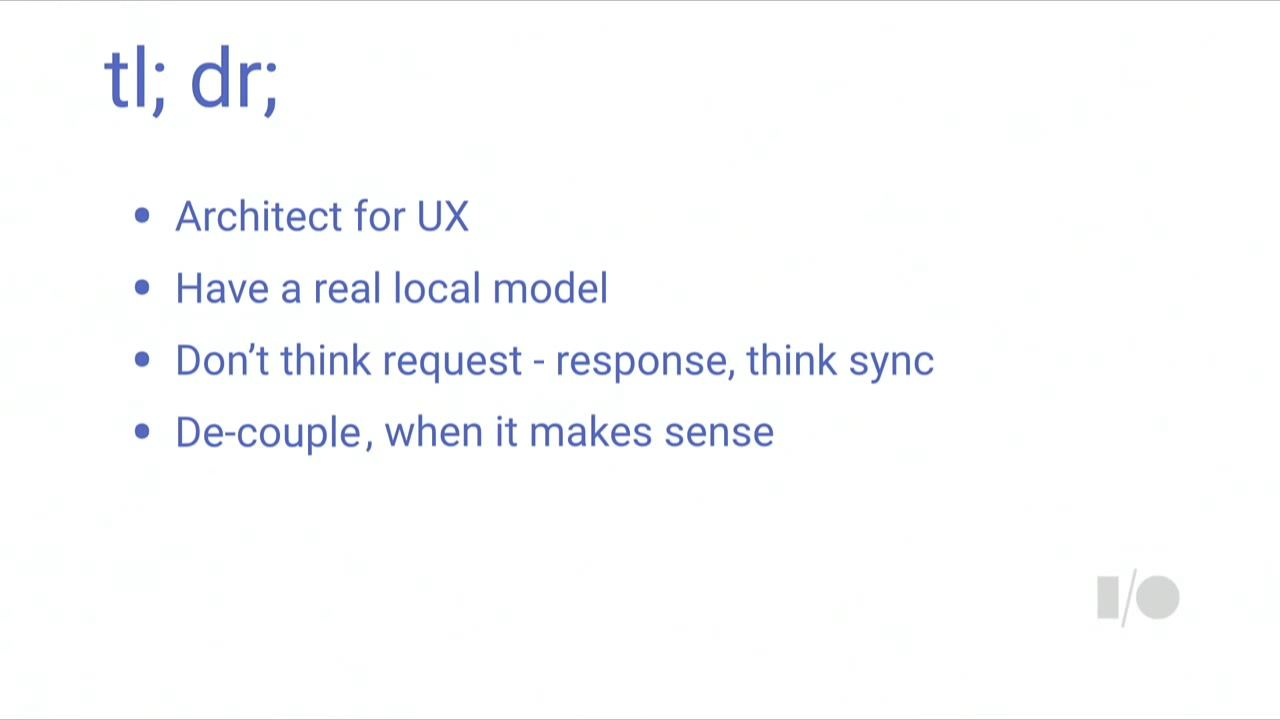 tl; dr;
• Architect for UX
• Have a real local model
• Don’t think request - response, think sync
• De-couple, when it makes sense
I/O